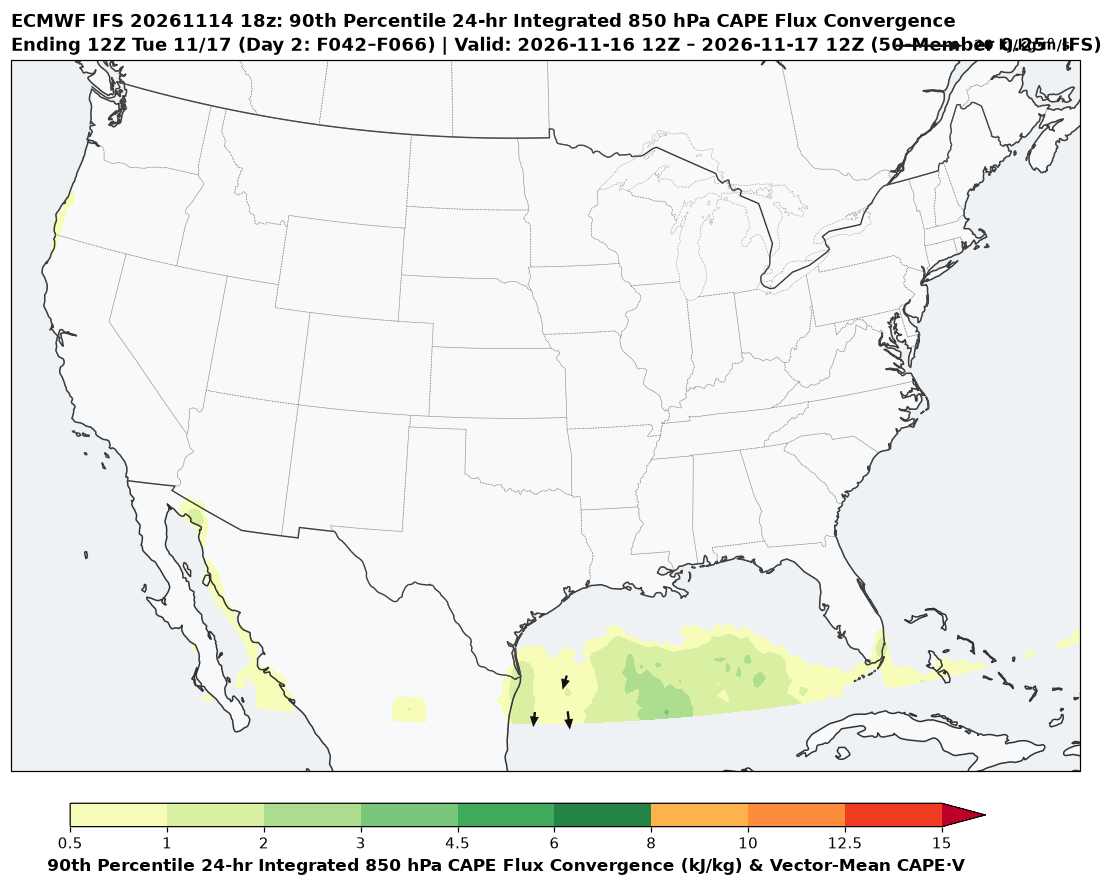 ECMWF IFS 20261114 18z: 90th Percentile 24-hr Integrated 850 hPa CAPE Flux Convergence
Ending 12Z Tue 11/17 (Day 2: F042–F066) | Valid: 2026-11-16 12Z – 2026-11-17 12Z (50-Member 0.25° IFS)
0.5 1 2 3 4.5 6 8 10 12.5 15
90th Percentile 24-hr Integrated 850 hPa CAPE Flux Convergence (kJ/kg) & Vector-Mean CAPE·V